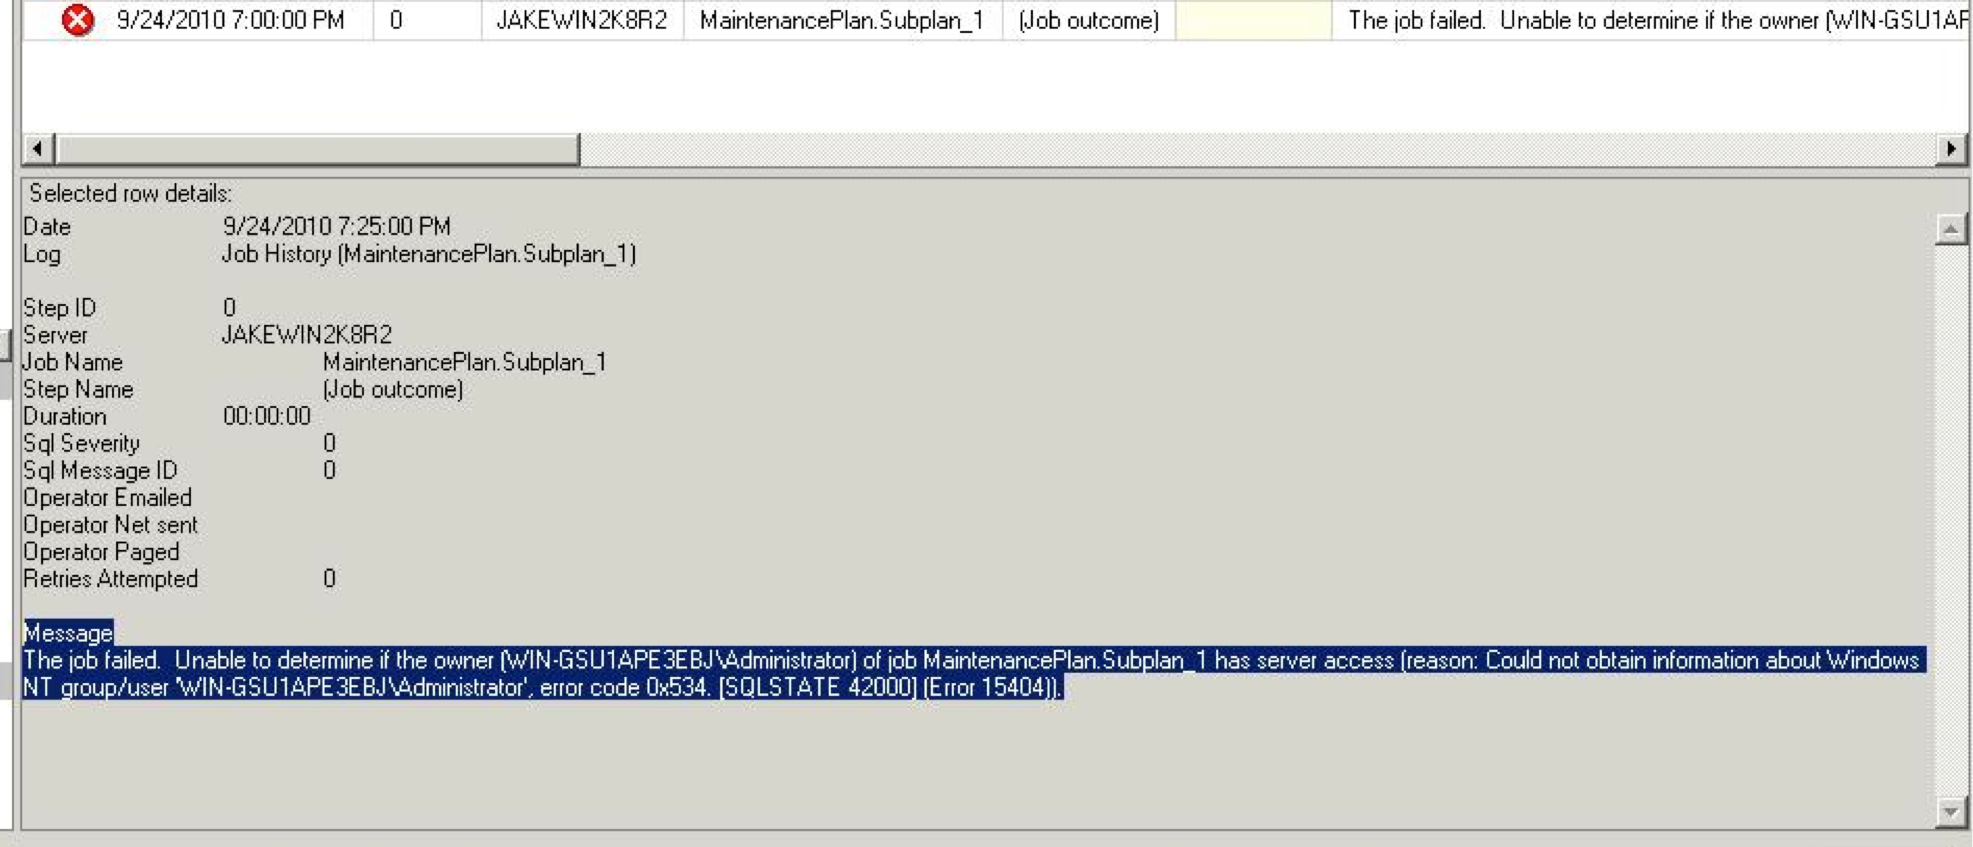 9/24/2010 7:00:00 PM 0 JAKEWIN2K8R2 MaintenancePlan.Subplan_1 (Job outcome) The job failed.  Unable to determine if the owner (WIN-GSU1AP
Selected row details:
Date 9/24/2010 7:25:00 PM
Log Job History (MaintenancePlan.Subplan_1)
Step ID 0
Server JAKEWIN2K8R2
Job Name MaintenancePlan.Subplan_1
Step Name (Job outcome)
Duration 00:00:00
Sql Severity 0
Sql Message ID 0
Operator Emailed
Operator Net sent
Operator Paged
Retries Attempted 0
Message
The job failed.  Unable to determine if the owner (WIN-GSU1APE3EBJ\Administrator) of job MaintenancePlan.Subplan_1 has server access (reason: Could not obtain information about Windows
NT group/user 'WIN-GSU1APE3EBJ\Administrator', error code 0x534. [SQLSTATE 42000] (Error 15404)).